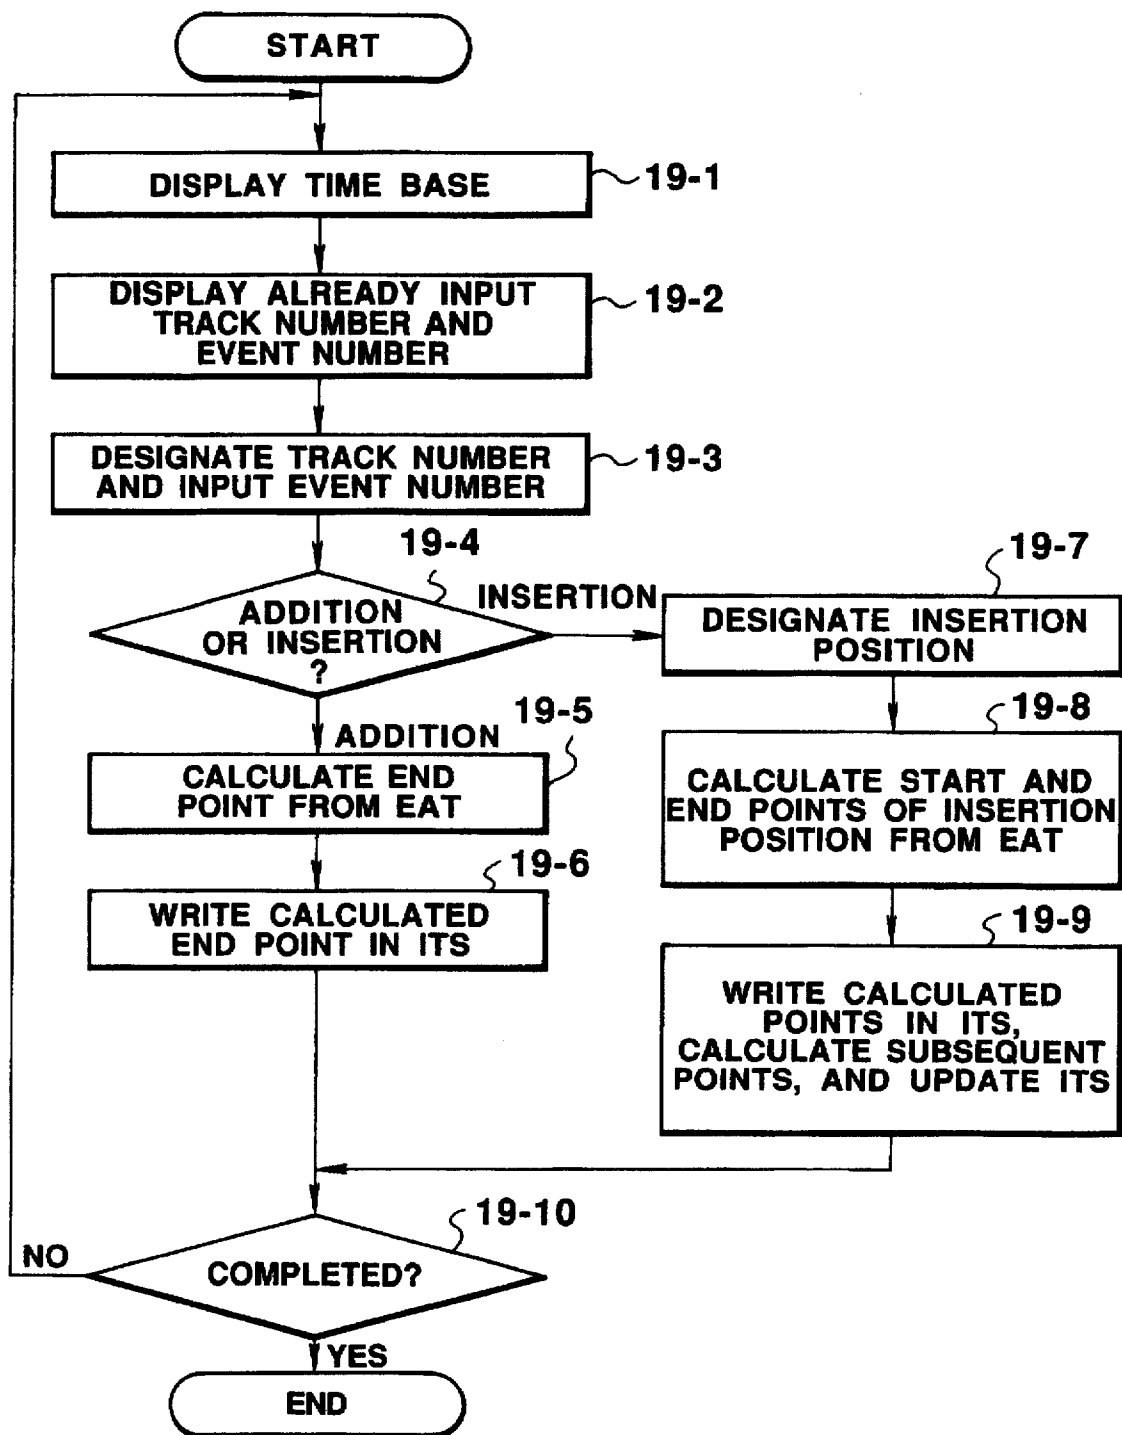 START
DISPLAY TIME BASE
19-1
DISPLAY ALREADY INPUT
TRACK NUMBER AND
EVENT NUMBER
19-2
DESIGNATE TRACK NUMBER
AND INPUT EVENT NUMBER
19-3
19-4
ADDITION
OR INSERTION
?
INSERTION
ADDITION
19-5
CALCULATE END
POINT FROM EAT
19-6
WRITE CALCULATED
END POINT IN ITS
19-7
DESIGNATE INSERTION
POSITION
19-8
CALCULATE START AND
END POINTS OF INSERTION
POSITION FROM EAT
19-9
WRITE CALCULATED
POINTS IN ITS,
CALCULATE SUBSEQUENT
POINTS, AND UPDATE ITS
19-10
COMPLETED?
NO
YES
END